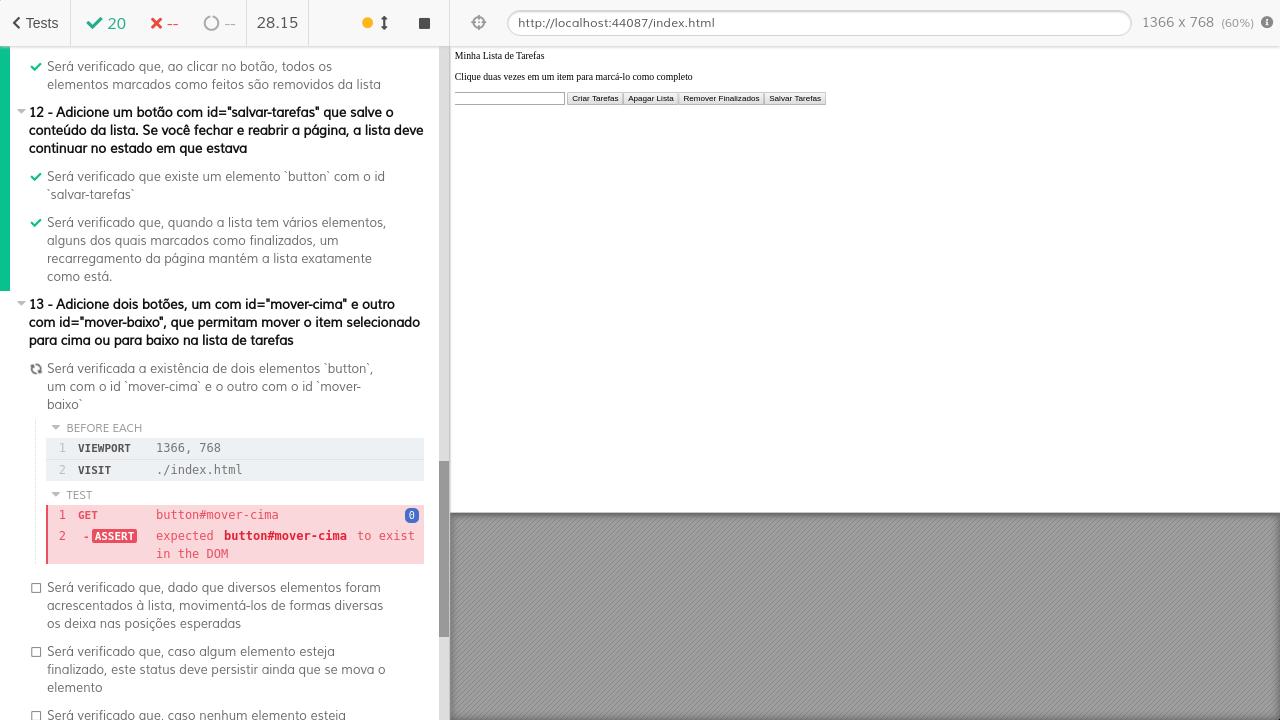 Tests
20
--
--
28.15
http://localhost:44087/index.html
1366 x 768 (60%)
Será verificado que, ao clicar no botão, todos os
elementos marcados como feitos são removidos da lista
12 - Adicione um botão com id="salvar-tarefas" que salve o
conteúdo da lista. Se você fechar e reabrir a página, a lista deve
continuar no estado em que estava
Será verificado que existe um elemento `button` com o id
`salvar-tarefas`
Será verificado que, quando a lista tem vários elementos,
alguns dos quais marcados como finalizados, um
recarregamento da página mantém a lista exatamente
como está.
13 - Adicione dois botões, um com id="mover-cima" e outro
com id="mover-baixo", que permitam mover o item selecionado
para cima ou para baixo na lista de tarefas
Será verificada a existência de dois elementos `button`,
um com o id `mover-cima` e o outro com o id `mover-
baixo`
BEFORE EACH
1 VIEWPORT 1366, 768
2 VISIT ./index.html
TEST
1 GET button#mover-cima 0
2 -ASSERT expected button#mover-cima to exist
in the DOM
Será verificado que, dado que diversos elementos foram
acrescentados à lista, movimentá-los de formas diversas
os deixa nas posições esperadas
Será verificado que, caso algum elemento esteja
finalizado, este status deve persistir ainda que se mova o
elemento
Será verificado que, caso nenhum elemento esteja
Minha Lista de Tarefas
Clique duas vezes em um item para marcá-lo como completo
Criar Tarefas Apagar Lista Remover Finalizados Salvar Tarefas